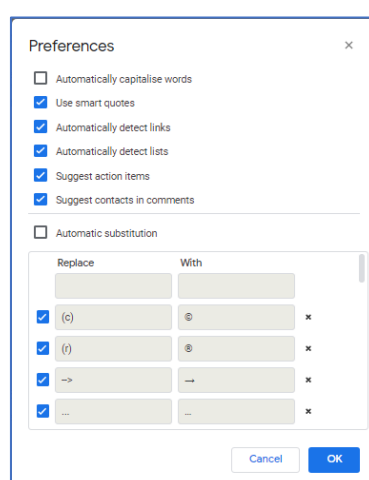 Preferences ×
Automatically capitalise words
Use smart quotes
Automatically detect links
Automatically detect lists
Suggest action items
Suggest contacts in comments
Automatic substitution
Replace With
(c) © ×
(r) ® ×
--> → ×
... … ×
Cancel OK